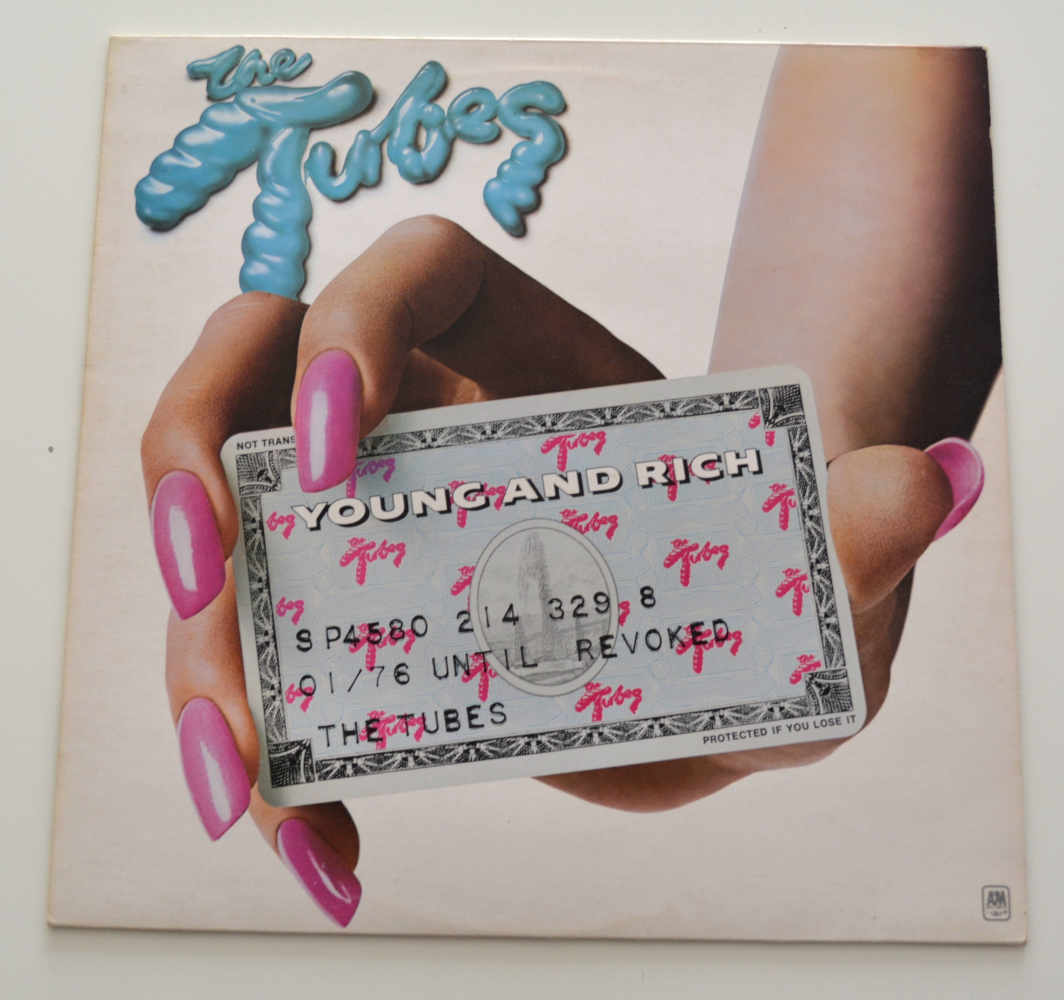 the
Tubes
NOT TRANS
YOUNG AND RICH
SP4580 214 329 8
01/76 UNTIL REVOKED
THE TUBES
PROTECTED IF YOU LOSE IT
A&M